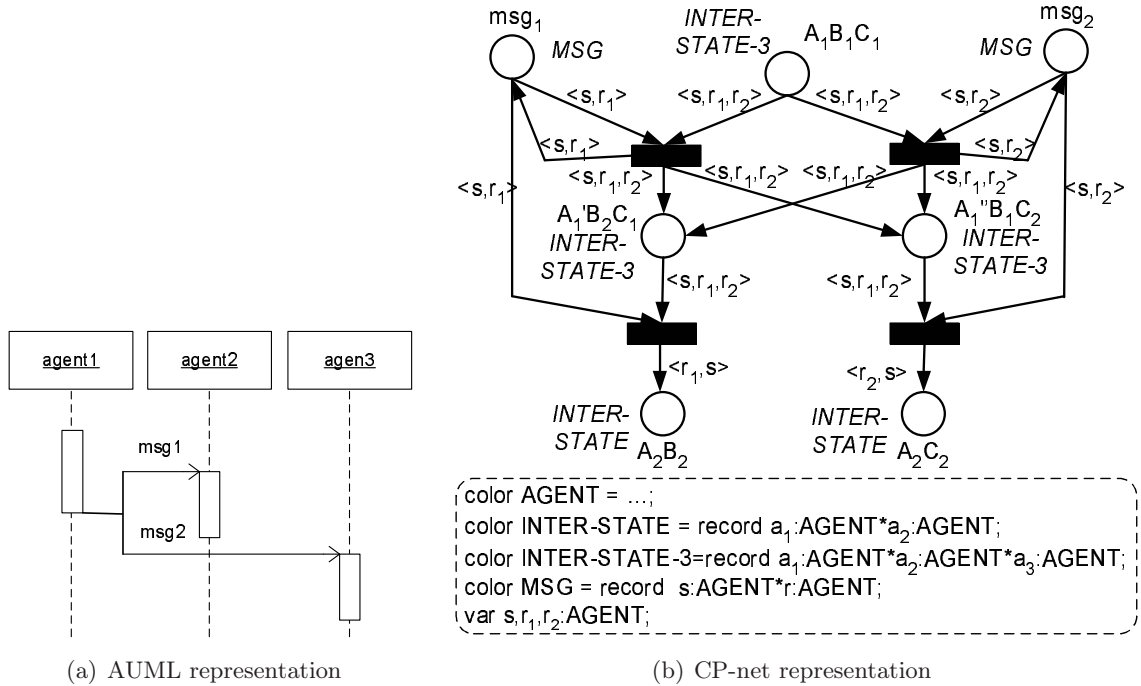 agent1
agent2
agen3
msg1
msg2
(a) AUML representation
msg₁
MSG
INTER-
STATE-3
A₁B₁C₁
msg₂
MSG
<s,r₁>
<s,r₁,r₂>
<s,r₁,r₂>
<s,r₂>
<s,r₁>
<s,r₂>
<s,r₁>
<s,r₁,r₂>
<s,r₁,r₂>
<s,r₁,r₂>
<s,r₁,r₂>
<s,r₂>
A₁'B₂C₁
INTER-
STATE-3
A₁"B₁C₂
INTER-
STATE-3
<s,r₁,r₂>
<s,r₁,r₂>
<r₁,s>
<r₂,s>
INTER-
STATE
A₂B₂
INTER-
STATE
A₂C₂
color AGENT = ...;
color INTER-STATE = record a₁:AGENT*a₂:AGENT;
color INTER-STATE-3=record a₁:AGENT*a₂:AGENT*a₃:AGENT;
color MSG = record s:AGENT*r:AGENT;
var s,r₁,r₂:AGENT;
(b) CP-net representation